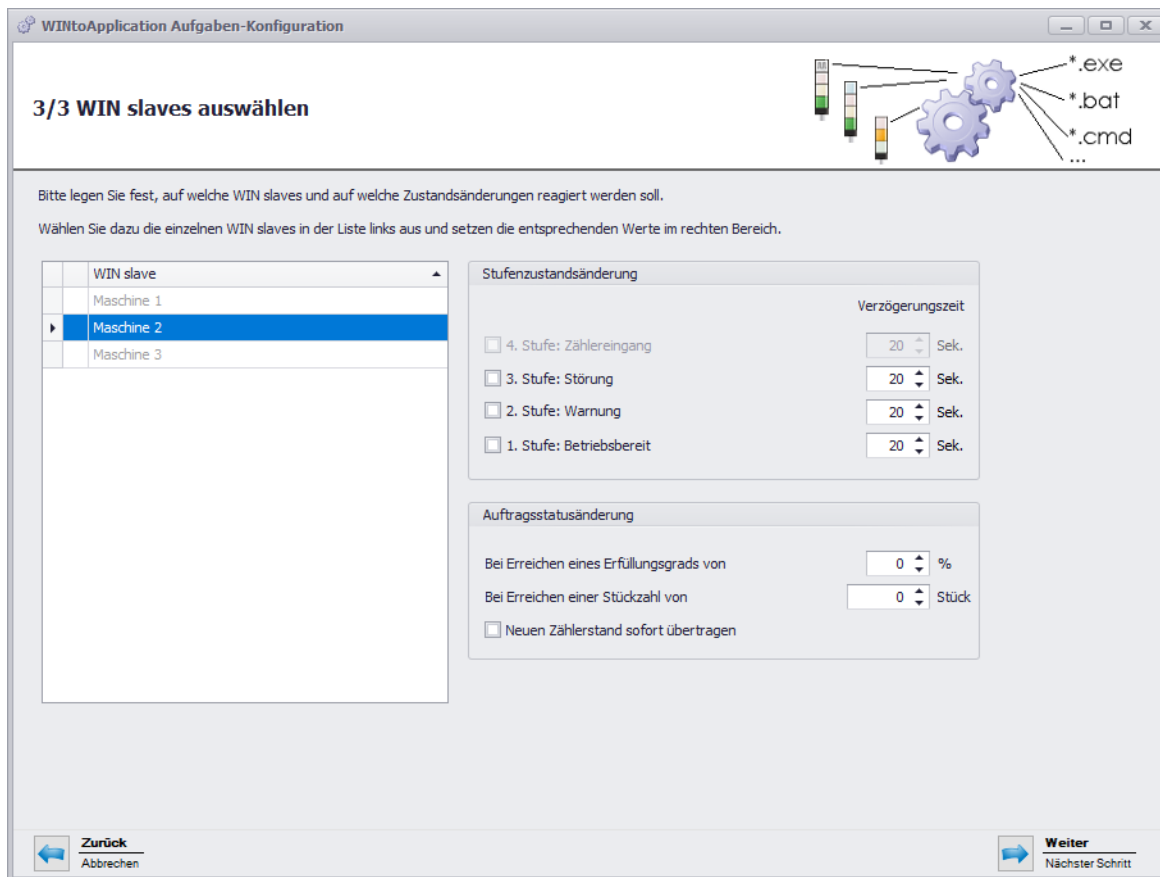 WINtoApplication Aufgaben-Konfiguration
3/3 WIN slaves auswählen
*.exe
*.bat
*.cmd
...
Bitte legen Sie fest, auf welche WIN slaves und auf welche Zustandsänderungen reagiert werden soll.
Wählen Sie dazu die einzelnen WIN slaves in der Liste links aus und setzen die entsprechenden Werte im rechten Bereich.
WIN slave
Maschine 1
Maschine 2
Maschine 3
Stufenzustandsänderung
Verzögerungszeit
4. Stufe: Zählereingang 20 Sek.
3. Stufe: Störung 20 Sek.
2. Stufe: Warnung 20 Sek.
1. Stufe: Betriebsbereit 20 Sek.
Auftragsstatusänderung
Bei Erreichen eines Erfüllungsgrads von 0 %
Bei Erreichen einer Stückzahl von 0 Stück
Neuen Zählerstand sofort übertragen
Zurück
Abbrechen
Weiter
Nächster Schritt